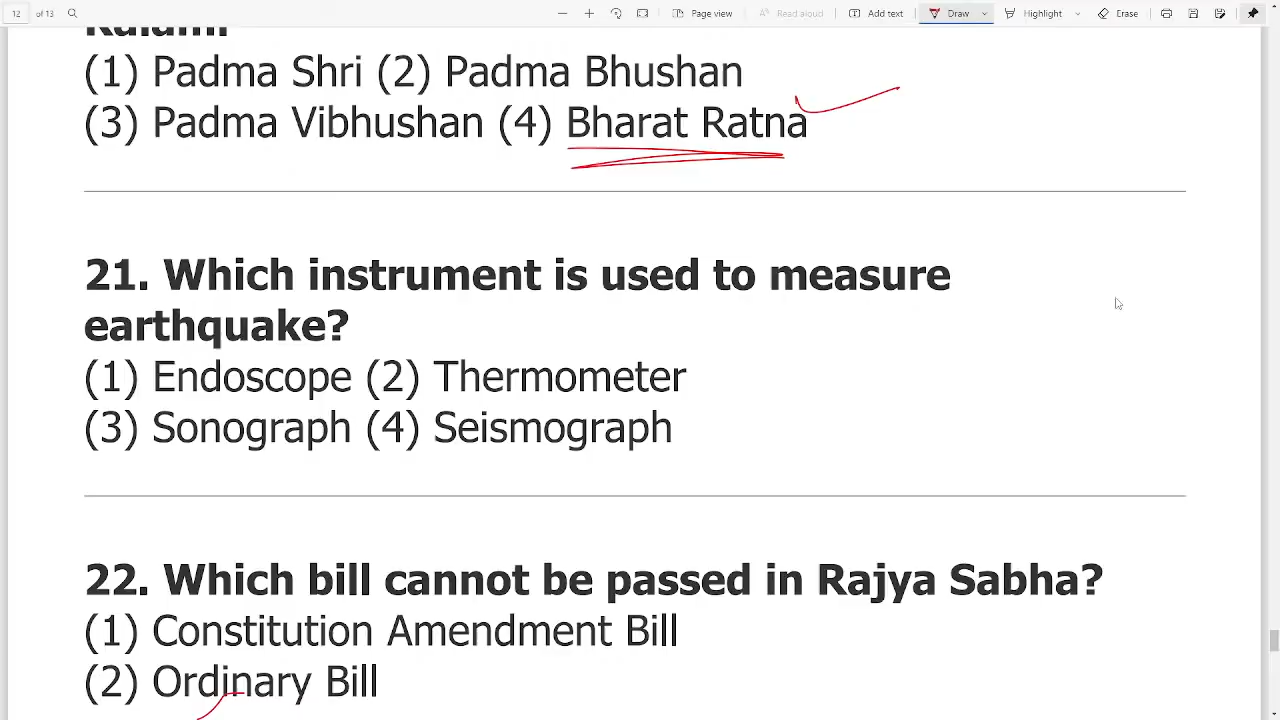 12 of 13 Page view Read aloud Add text Draw Highlight Erase
(1) Padma Shri (2) Padma Bhushan
(3) Padma Vibhushan (4) Bharat Ratna
21. Which instrument is used to measure
earthquake?
(1) Endoscope (2) Thermometer
(3) Sonograph (4) Seismograph
22. Which bill cannot be passed in Rajya Sabha?
(1) Constitution Amendment Bill
(2) Ordinary Bill